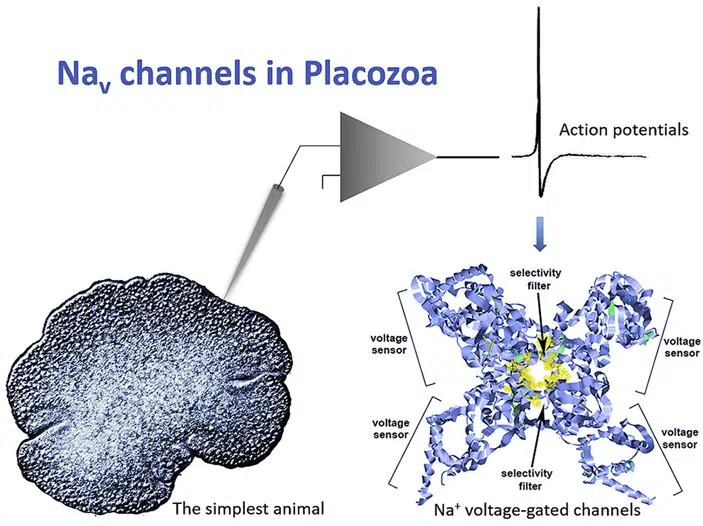 Naᵥ channels in Placozoa
Action potentials
selectivity
filter
voltage
sensor
voltage
sensor
voltage
sensor
voltage
sensor
selectivity
filter
The simplest animal
Na⁺ voltage-gated channels